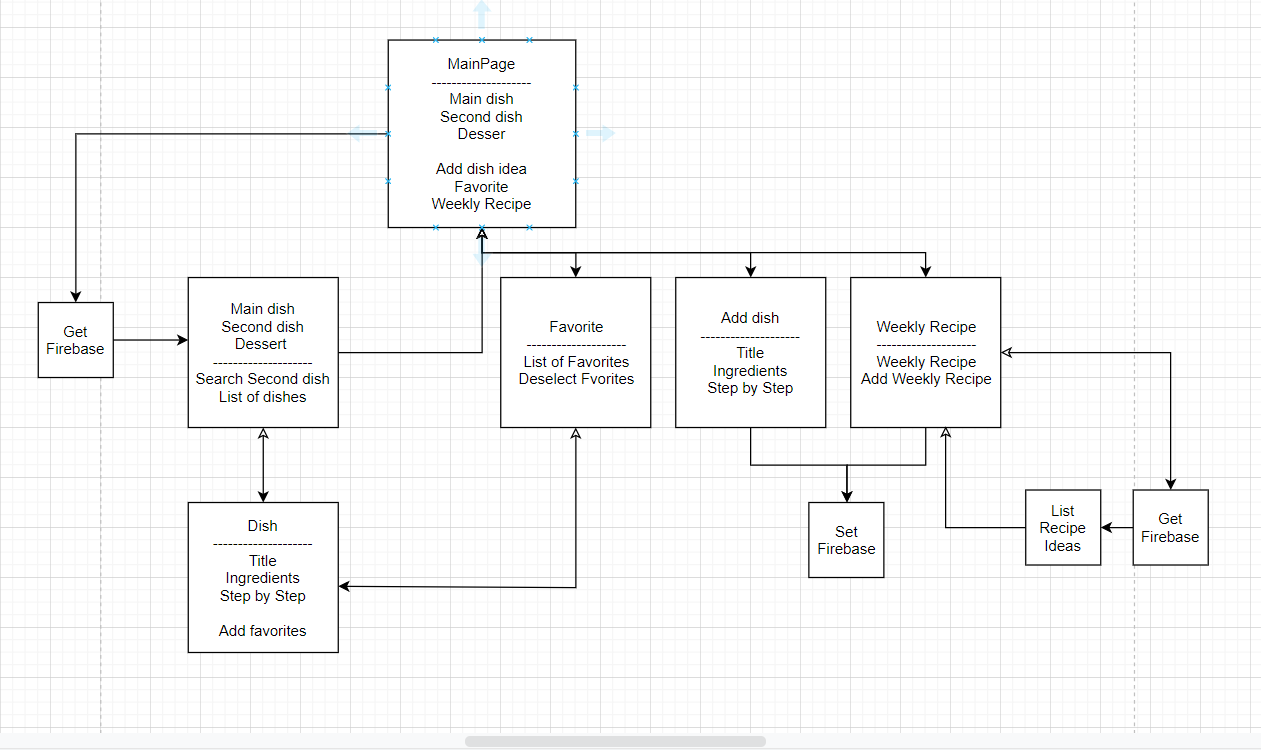 MainPage
--------------------
Main dish
Second dish
Desser
Add dish idea
Favorite
Weekly Recipe
Get
Firebase
Main dish
Second dish
Dessert
--------------------
Search Second dish
List of dishes
Favorite
--------------------
List of Favorites
Deselect Fvorites
Add dish
--------------------
Title
Ingredients
Step by Step
Weekly Recipe
--------------------
Weekly Recipe
Add Weekly Recipe
Dish
--------------------
Title
Ingredients
Step by Step
Add favorites
Set
Firebase
List
Recipe
Ideas
Get
Firebase